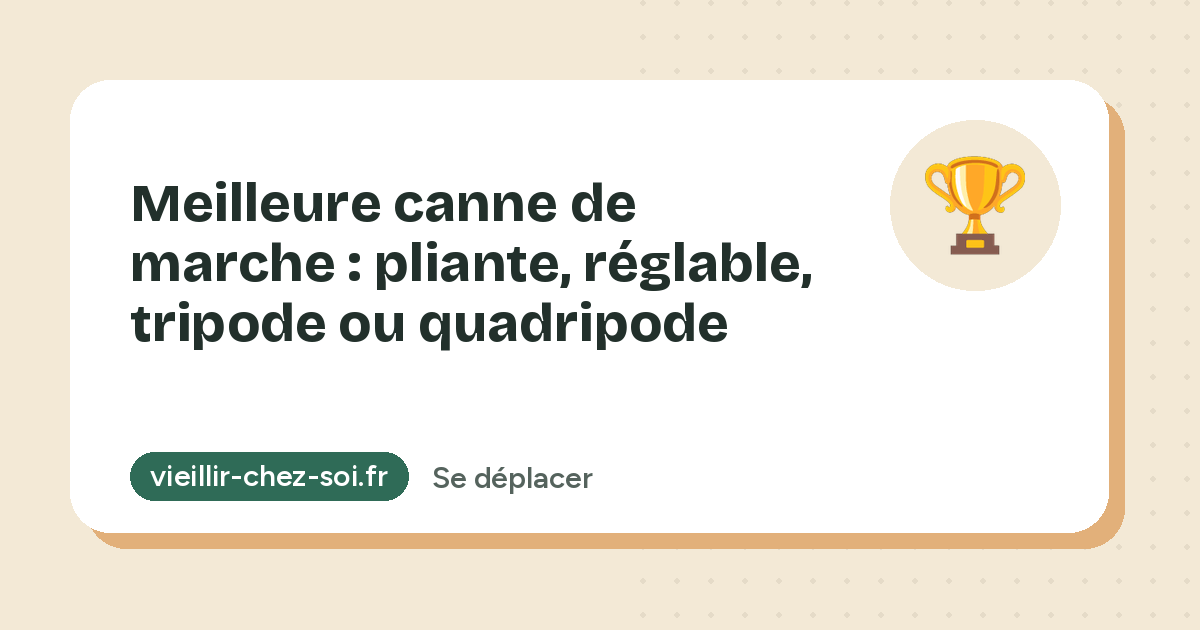 Meilleure canne de
marche : pliante, réglable,
tripode ou quadripode
vieillir-chez-soi.fr
Se déplacer